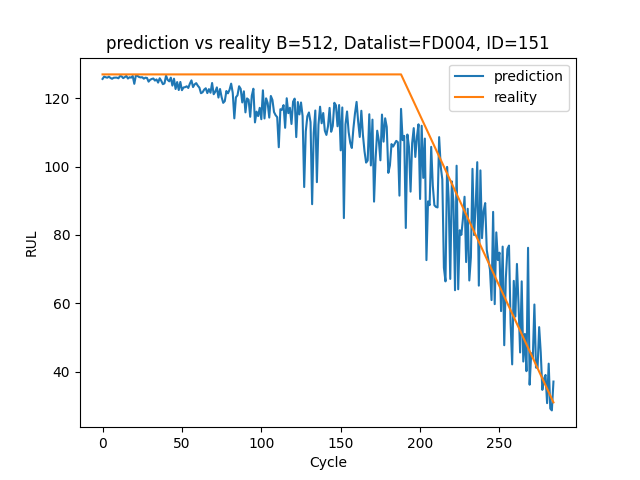 prediction vs reality B=512, Datalist=FD004, ID=151
prediction
reality
RUL
120
100
80
60
40
0 50 100 150 200 250
Cycle